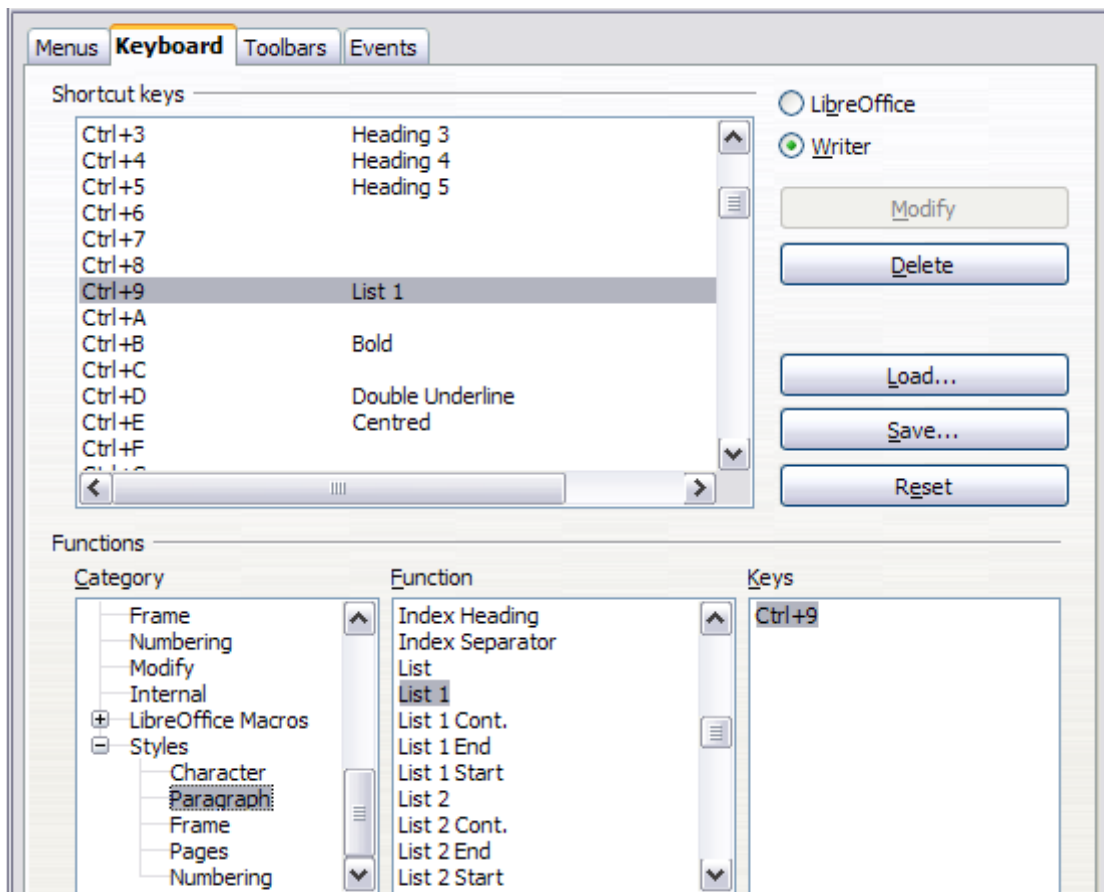 Menus Keyboard Toolbars Events
Shortcut keys
Ctrl+3 Heading 3
Ctrl+4 Heading 4
Ctrl+5 Heading 5
Ctrl+6
Ctrl+7
Ctrl+8
Ctrl+9 List 1
Ctrl+A
Ctrl+B Bold
Ctrl+C
Ctrl+D Double Underline
Ctrl+E Centred
Ctrl+F
LibreOffice
Writer
Modify
Delete
Load...
Save...
Reset
Functions
Category
Frame
Numbering
Modify
Internal
LibreOffice Macros
Styles
Character
Paragraph
Frame
Pages
Numbering
Function
Index Heading
Index Separator
List
List 1
List 1 Cont.
List 1 End
List 1 Start
List 2
List 2 Cont.
List 2 End
List 2 Start
Keys
Ctrl+9